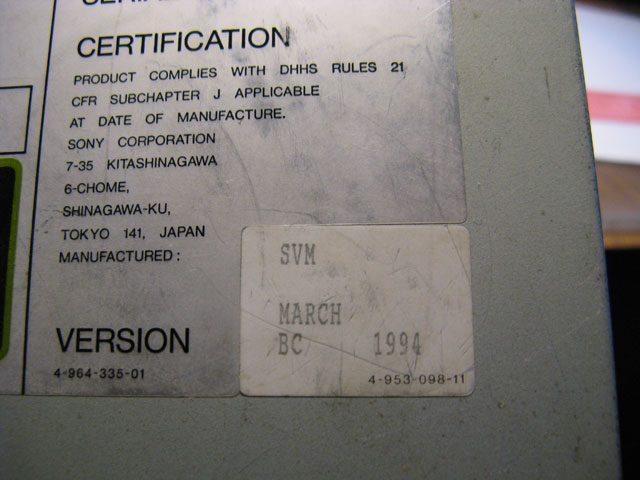 CERTIFICATION
PRODUCT COMPLIES WITH DHHS RULES 21
CFR SUBCHAPTER J APPLICABLE
AT DATE OF MANUFACTURE.
SONY CORPORATION
7-35 KITASHINAGAWA
6-CHOME,
SHINAGAWA-KU,
TOKYO 141, JAPAN
MANUFACTURED:
SVM
MARCH
BC 1994
VERSION
4-964-335-01
4-953-098-11